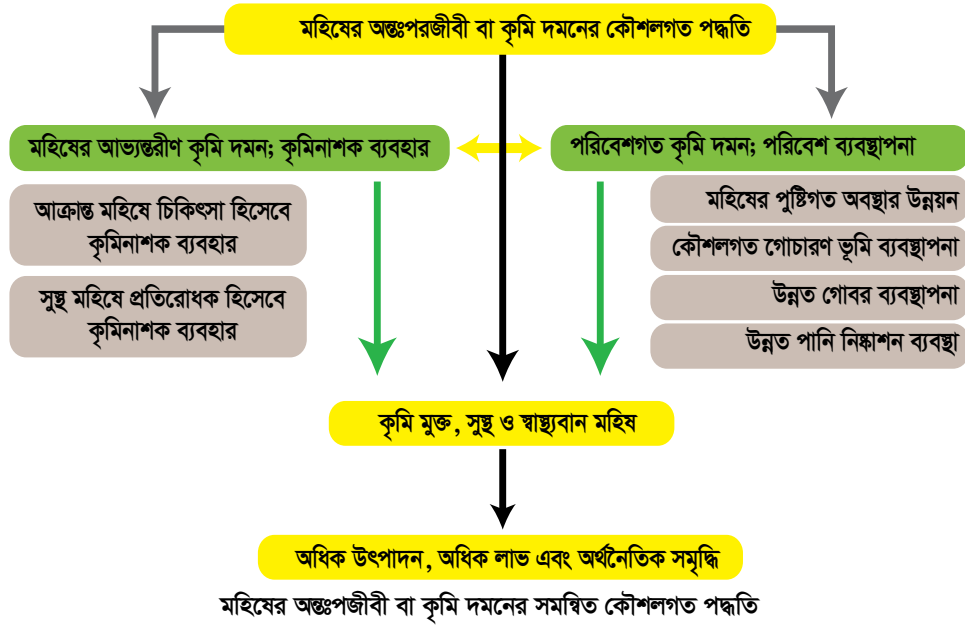 মহিষের অন্তঃপরজীবী বা কৃমি দমনের কৌশলগত পদ্ধতি
মহিষের আভ্যন্তরীণ কৃমি দমন; কৃমিনাশক ব্যবহার
পরিবেশগত কৃমি দমন; পরিবেশ ব্যবস্থাপনা
আক্রান্ত মহিষে চিকিৎসা হিসেবে
কৃমিনাশক ব্যবহার
সুস্থ মহিষে প্রতিরোধক হিসেবে
কৃমিনাশক ব্যবহার
মহিষের পুষ্টিগত অবস্থার উন্নয়ন
কৌশলগত গোচারণ ভূমি ব্যবস্থাপনা
উন্নত গোবর ব্যবস্থাপনা
উন্নত পানি নিষ্কাশন ব্যবস্থা
কৃমি মুক্ত, সুস্থ ও স্বাস্থ্যবান মহিষ
অধিক উৎপাদন, অধিক লাভ এবং অর্থনৈতিক সমৃদ্ধি
মহিষের অন্তঃপজীবী বা কৃমি দমনের সমন্বিত কৌশলগত পদ্ধতি